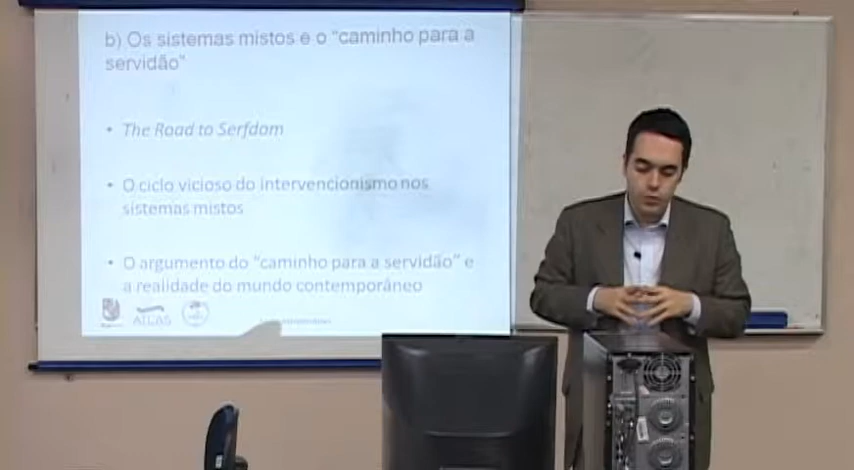 b) Os sistemas mistos e o "caminho para a
servidão"
• The Road to Serfdom
• O ciclo vicioso do intervencionismo nos
sistemas mistos
• O argumento do "caminho para a servidão" e
a realidade do mundo contemporâneo
ATLAS